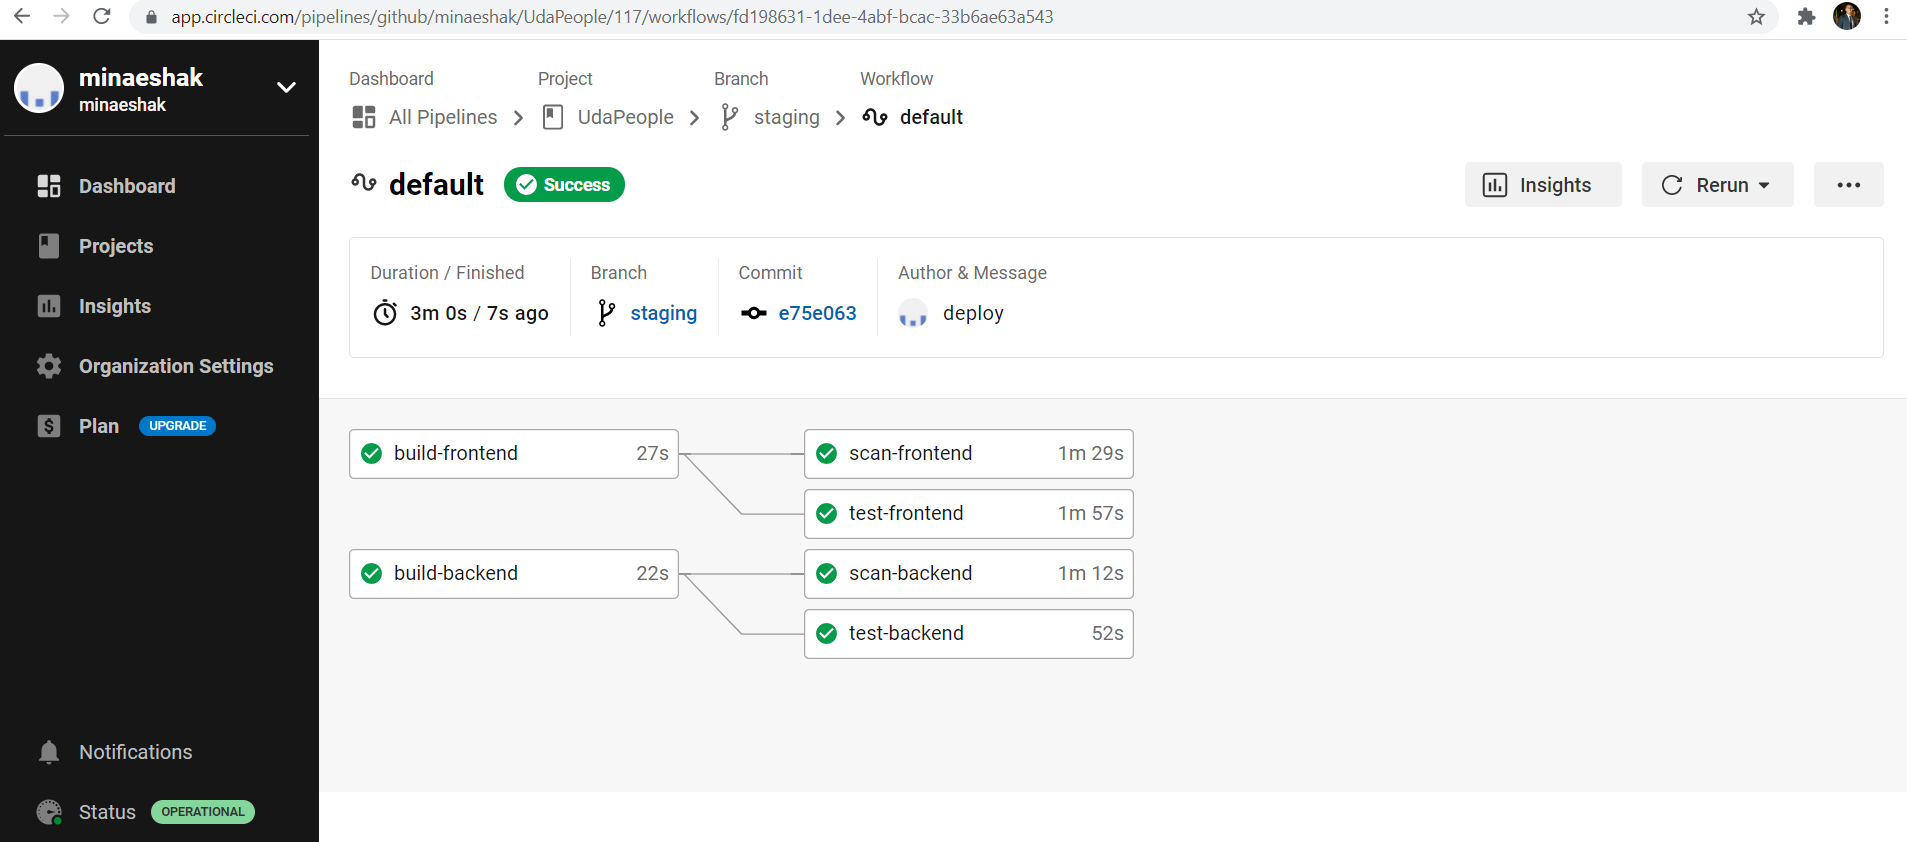 app.circleci.com/pipelines/github/minaeshak/UdaPeople/117/workflows/fd198631-1dee-4abf-bcac-33b6ae63a543
minaeshak
minaeshak
Dashboard
Projects
Insights
Organization Settings
Plan UPGRADE
Notifications
Status OPERATIONAL
Dashboard Project Branch Workflow
All Pipelines UdaPeople staging default
default Success
Insights Rerun
Duration / Finished Branch Commit Author & Message
3m 0s / 7s ago staging e75e063 deploy
build-frontend 27s scan-frontend 1m 29s
test-frontend 1m 57s
build-backend 22s scan-backend 1m 12s
test-backend 52s